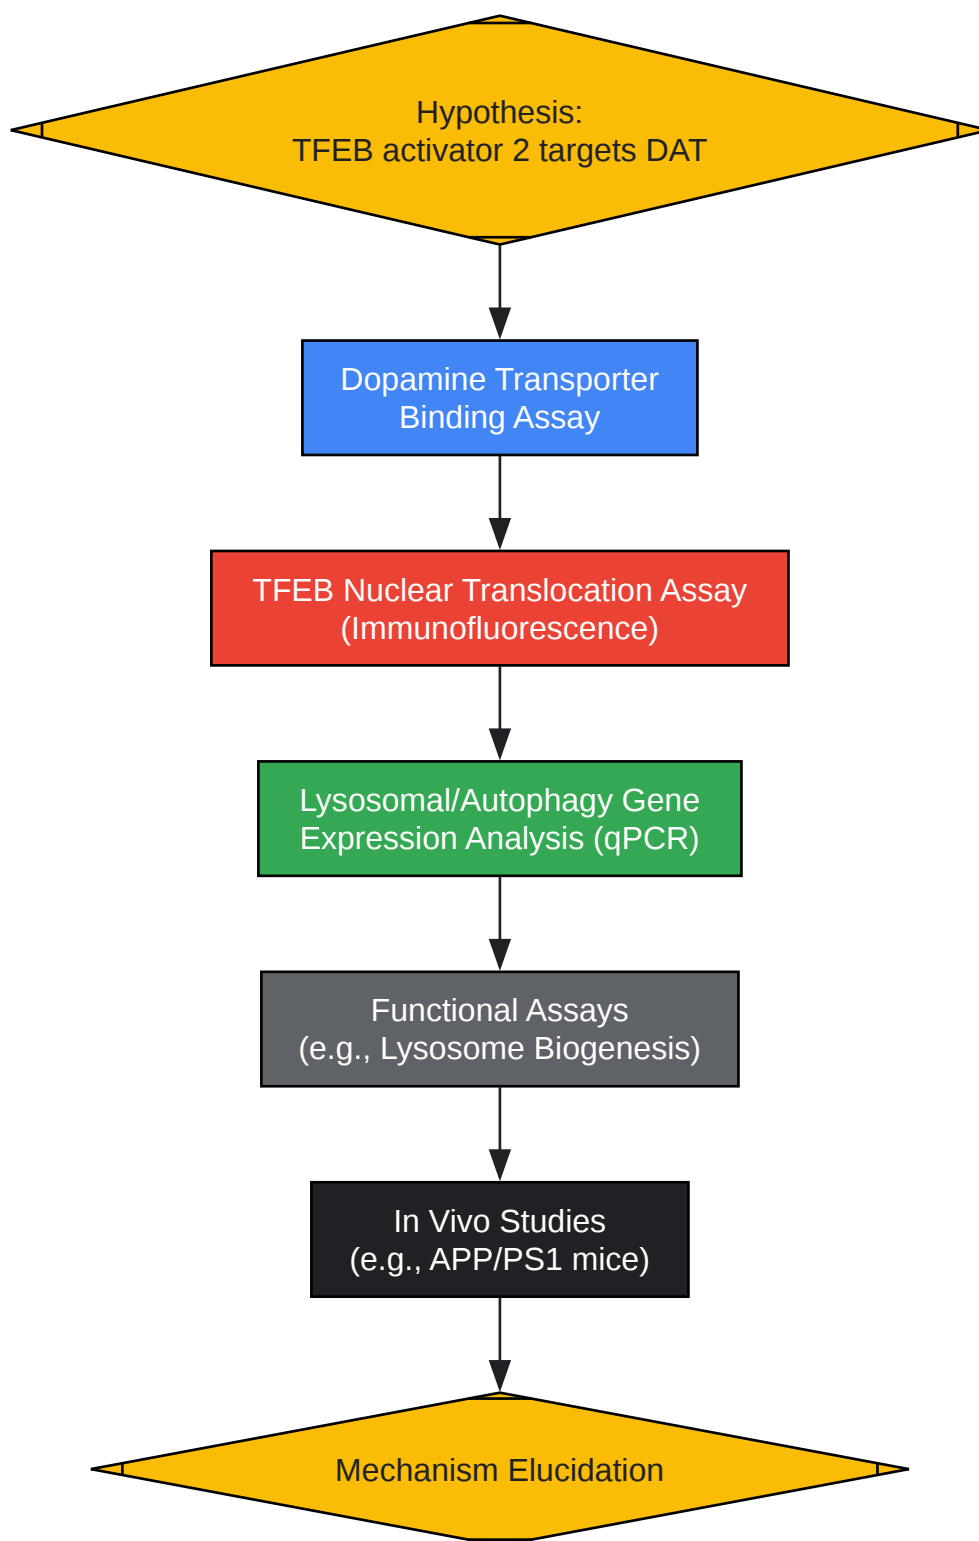 Hypothesis:
TFEB activator 2 targets DAT
Dopamine Transporter
Binding Assay
TFEB Nuclear Translocation Assay
(Immunofluorescence)
Lysosomal/Autophagy Gene
Expression Analysis (qPCR)
Functional Assays
(e.g., Lysosome Biogenesis)
In Vivo Studies
(e.g., APP/PS1 mice)
Mechanism Elucidation